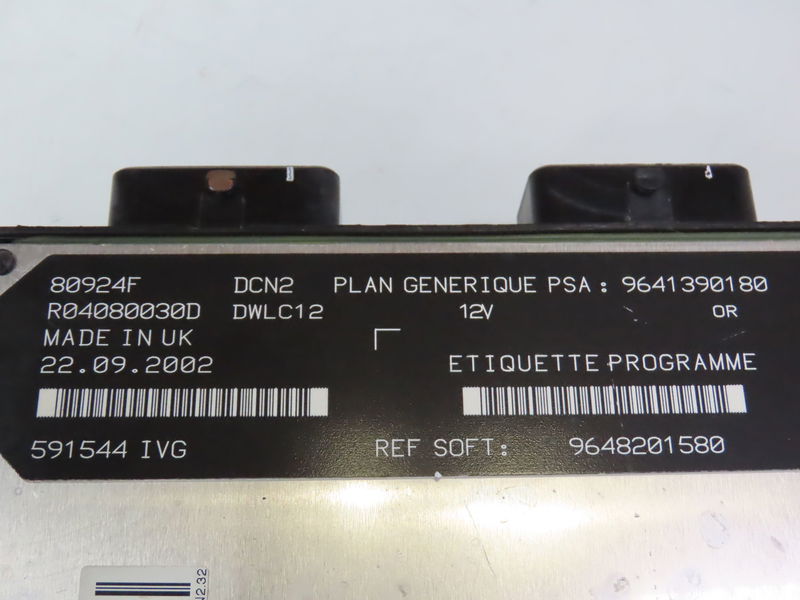 80924F DCN2 PLAN GENERIQUE PSA : 9641390180
R04080030D DWLC12 12V OR
MADE IN UK
22.09.2002 ETIQUETTE PROGRAMME
591544 IVG REF SOFT: 9648201580